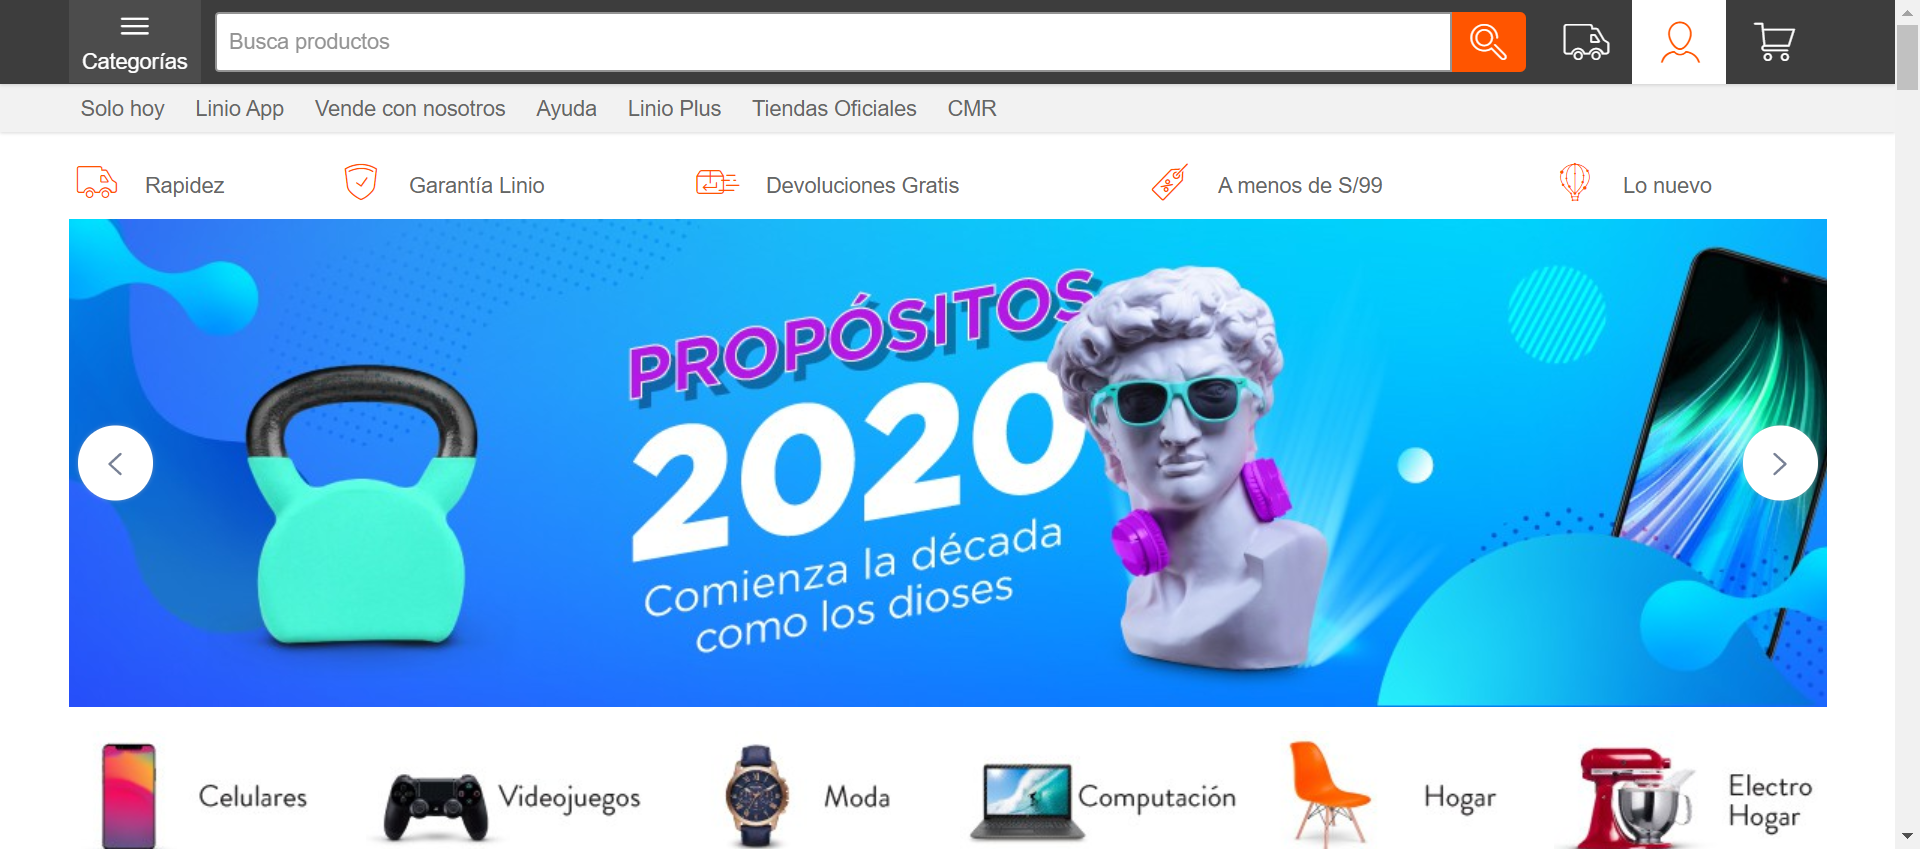 Categorías
Busca productos
Solo hoy Linio App Vende con nosotros Ayuda Linio Plus Tiendas Oficiales CMR
Rapidez Garantía Linio Devoluciones Gratis A menos de S/99 Lo nuevo
PROPÓSITOS
2020
Comienza la década
como los dioses
Celulares Videojuegos Moda Computación Hogar Electro
Hogar